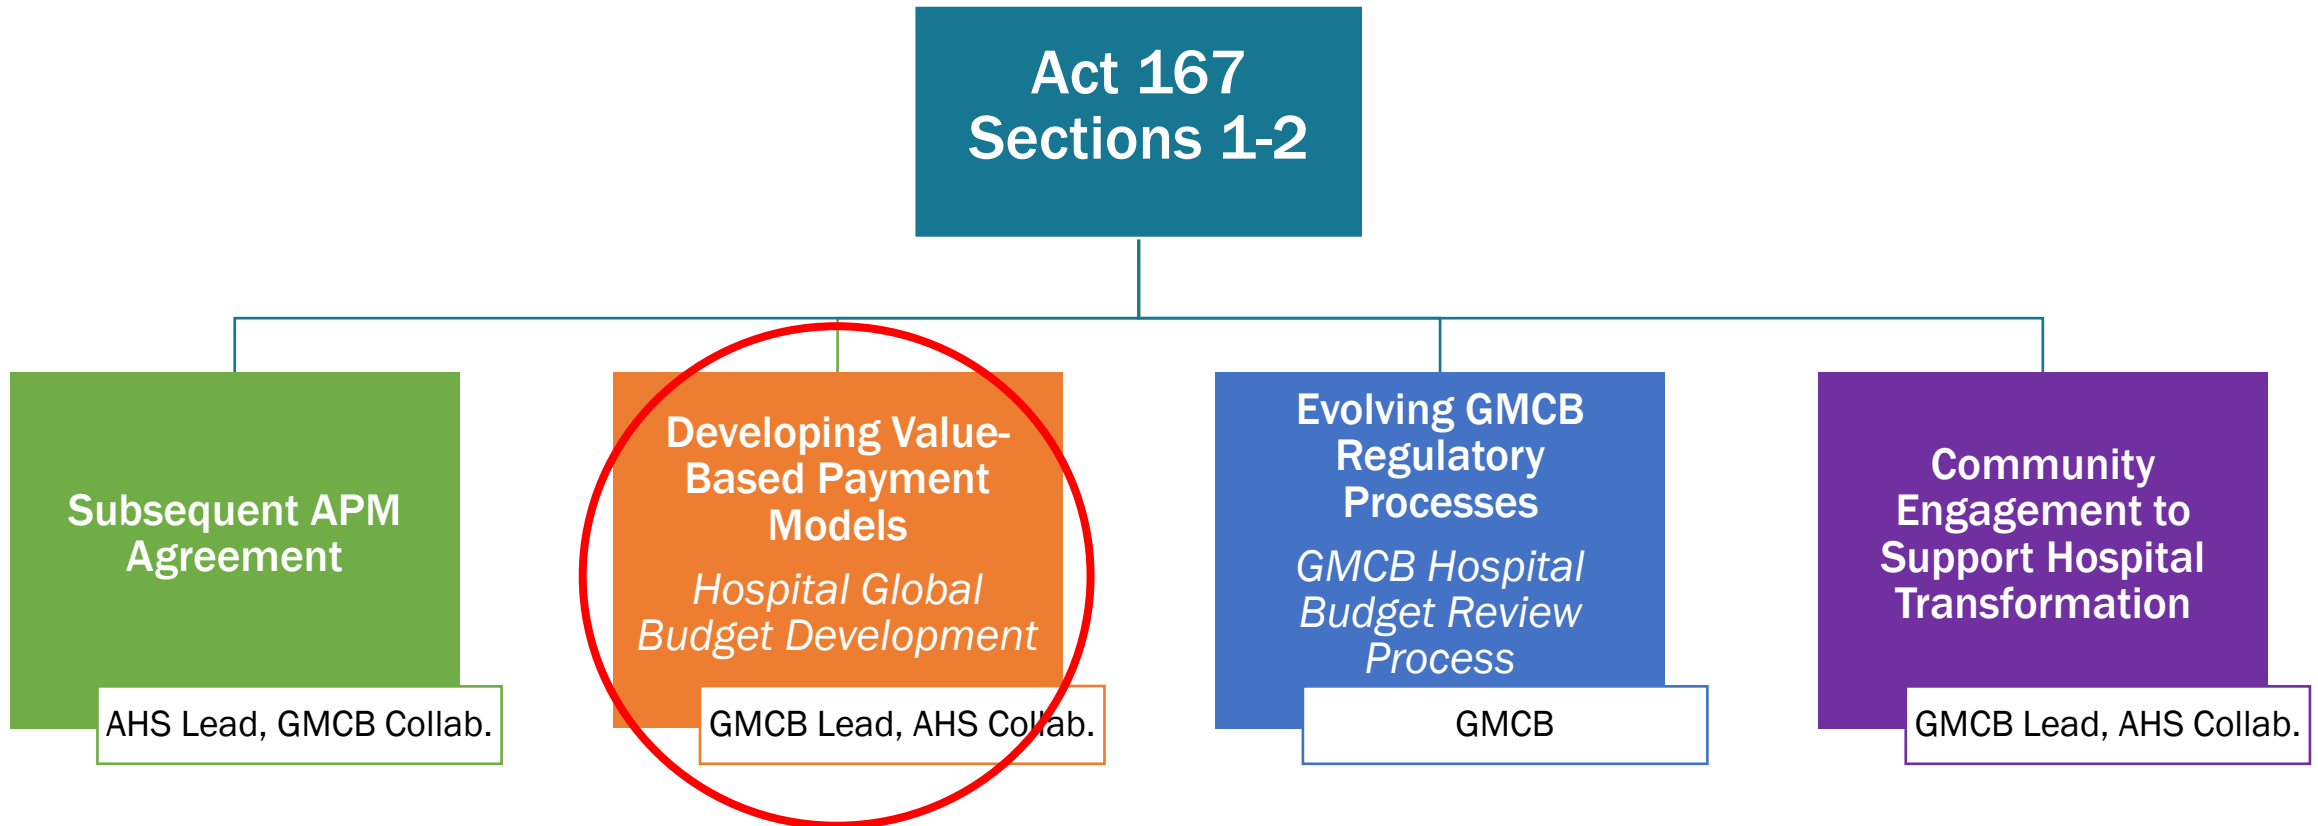 Act 167
Sections 1-2
Subsequent APM
Agreement
AHS Lead, GMCB Collab.
Developing Value-
Based Payment
Models
Hospital Global
Budget Development
GMCB Lead, AHS Collab.
Evolving GMCB
Regulatory
Processes
GMCB Hospital
Budget Review
Process
GMCB
Community
Engagement to
Support Hospital
Transformation
GMCB Lead, AHS Collab.